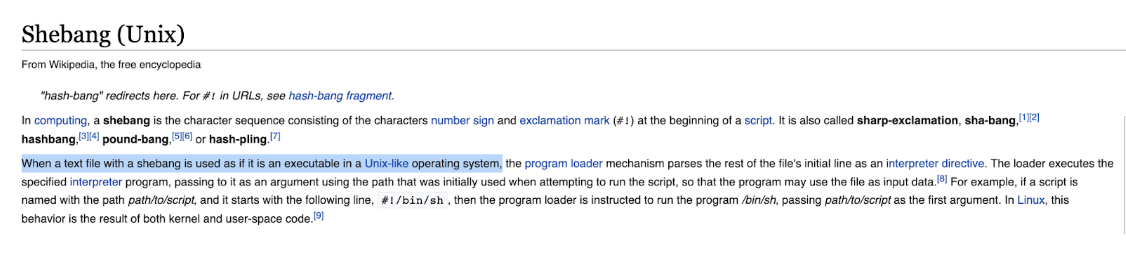 Shebang (Unix)
From Wikipedia, the free encyclopedia
"hash-bang" redirects here. For #! in URLs, see hash-bang fragment.
In computing, a shebang is the character sequence consisting of the characters number sign and exclamation mark (#!) at the beginning of a script. It is also called sharp-exclamation, sha-bang,[1][2]
hashbang,[3][4] pound-bang,[5][6] or hash-pling.[7]
When a text file with a shebang is used as if it is an executable in a Unix-like operating system, the program loader mechanism parses the rest of the file's initial line as an interpreter directive. The loader executes the
specified interpreter program, passing to it as an argument using the path that was initially used when attempting to run the script, so that the program may use the file as input data.[8] For example, if a script is
named with the path path/to/script, and it starts with the following line, #!/bin/sh, then the program loader is instructed to run the program /bin/sh, passing path/to/script as the first argument. In Linux, this
behavior is the result of both kernel and user-space code.[9]